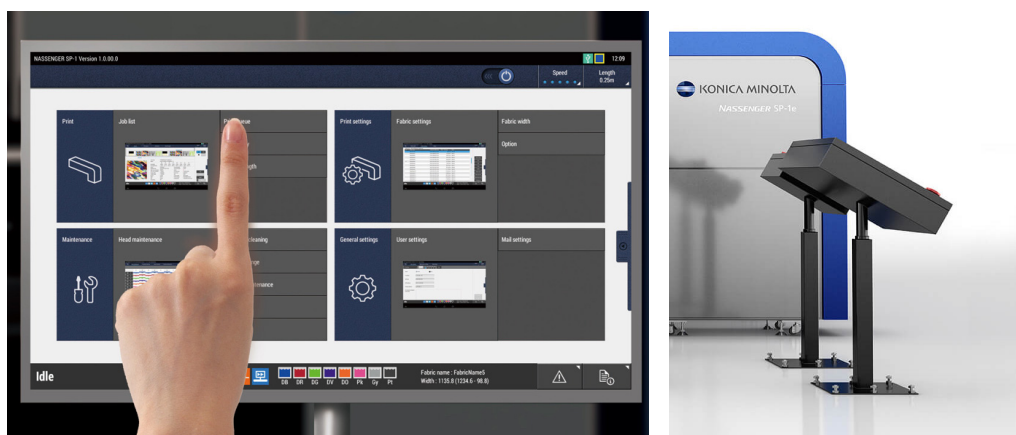 NASSENGER SP-1 Version 1.0.00.0
12:09
Speed
Length
0.25m
Print
Job list
Print settings
Fabric settings
Fabric width
Option
Maintenance
Head maintenance
General settings
User settings
Mail settings
Idle
DB DR DG DV DO Pk Gy Pt
Fabric name : FabricName5
Width : 1135.8 (1234.6 - 98.8)
KONICA MINOLTA
NASSENGER SP-1e